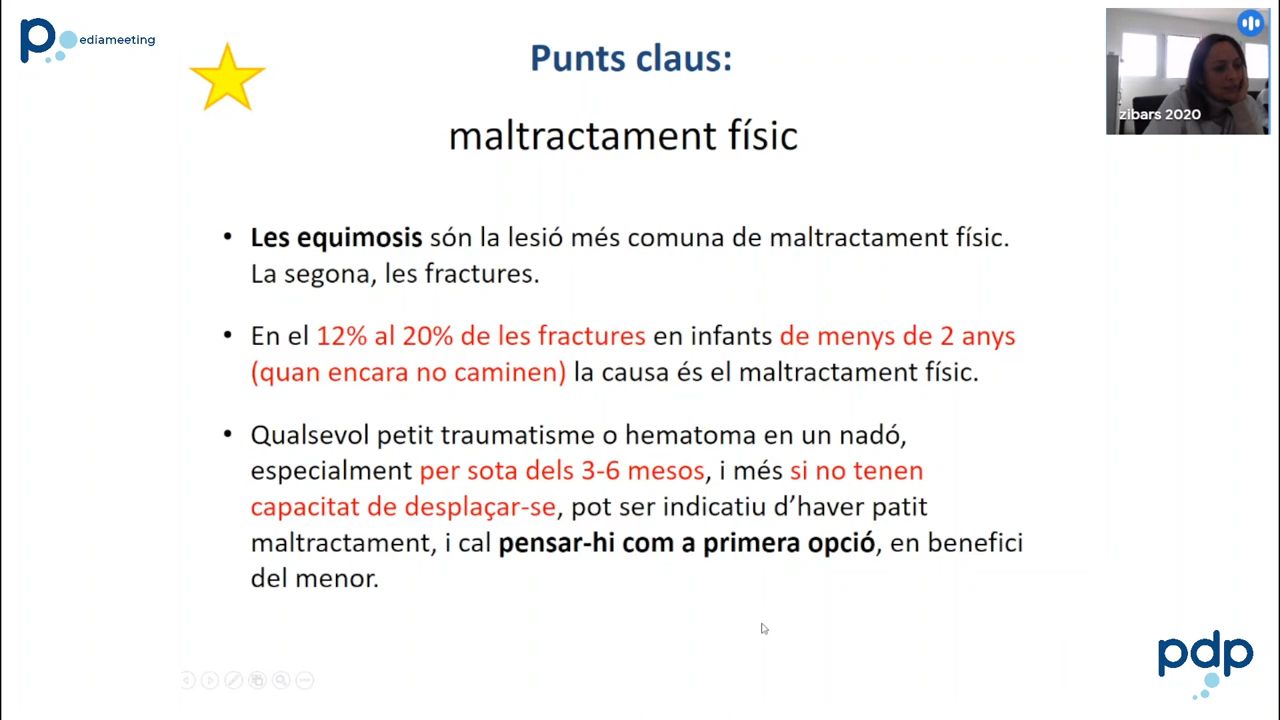 pediameeting
Punts claus:
maltractament físic
zibars 2020
• Les equimosis són la lesió més comuna de maltractament físic.
La segona, les fractures.
• En el 12% al 20% de les fractures en infants de menys de 2 anys
(quan encara no caminen) la causa és el maltractament físic.
• Qualsevol petit traumatisme o hematoma en un nadó,
especialment per sota dels 3-6 mesos, i més si no tenen
capacitat de desplaçar-se, pot ser indicatiu d’haver patit
maltractament, i cal pensar-hi com a primera opció, en benefici
del menor.
pdp